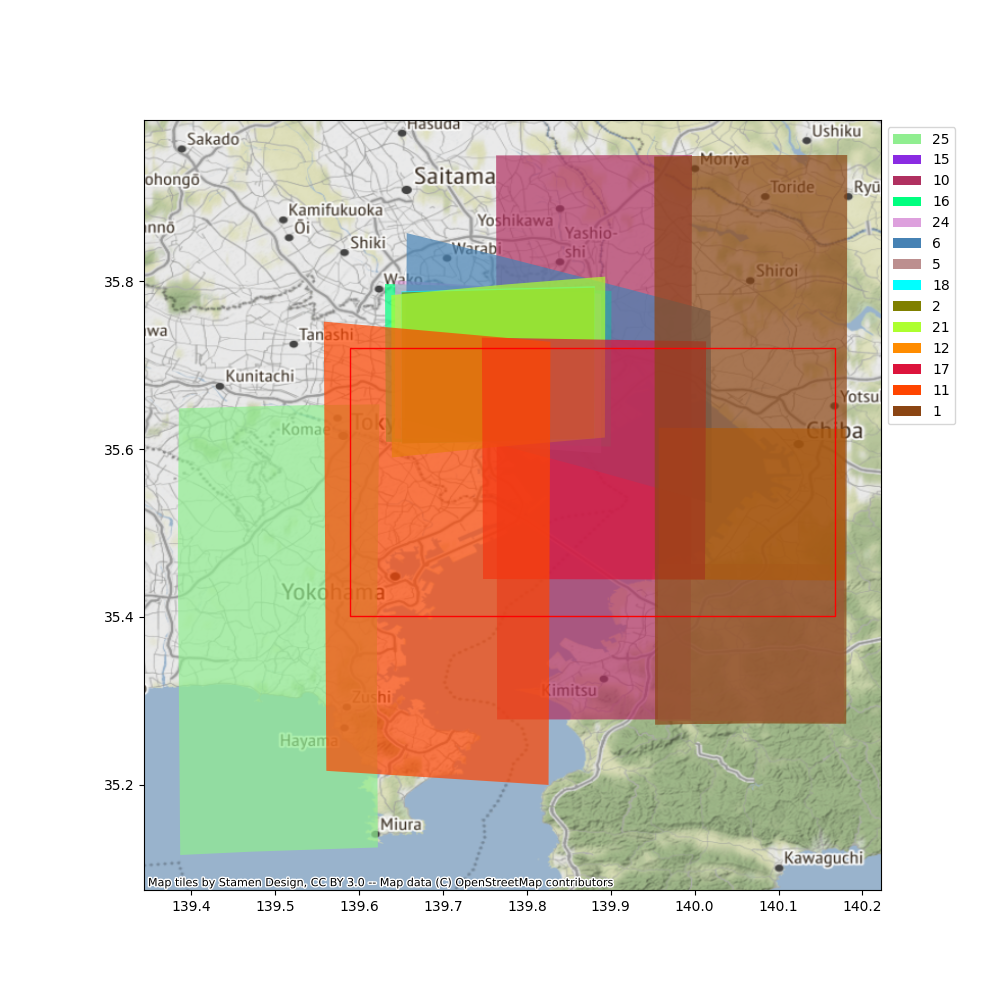 Hasuda
Ushiku
Sakado
Moriya
Saitama
ohongō
Toride
Ryū
Kamifukuoka
Yoshikawa
Ōi
nnó
Yashio-
shi
Shiki
Warabi
Shiroi
Wako
wa
Tanashi
Kunitachi
Yotsu
Toky
Komae
Chiba
Yokohama
Kimitsu
Zushi
Hayama
Miura
Kawaguchi
Map tiles by Stamen Design, CC BY 3.0 -- Map data (C) OpenStreetMap contributors
35.8
35.6
35.4
35.2
139.4 139.5 139.6 139.7 139.8 139.9 140.0 140.1 140.2
25
15
10
16
24
6
5
18
2
21
12
17
11
1